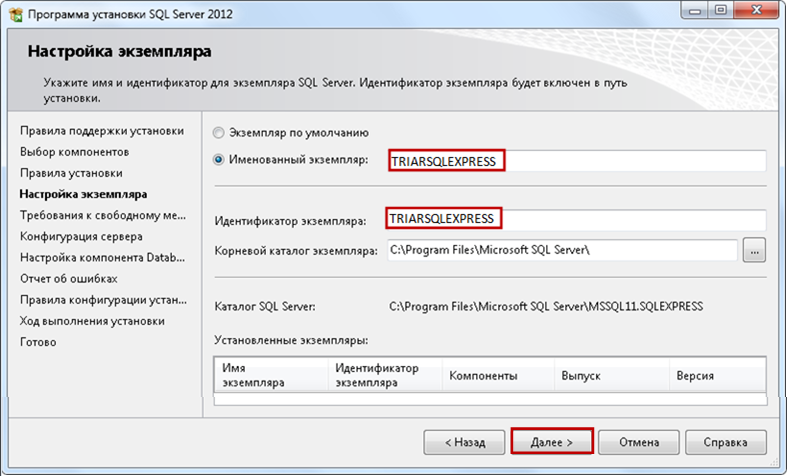 Программа установки SQL Server 2012
Настройка экземпляра
Укажите имя и идентификатор для экземпляра SQL Server. Идентификатор экземпляра будет включен в путь
установки.
Правила поддержки установки
Выбор компонентов
Правила установки
Настройка экземпляра
Требования к свободному ме...
Конфигурация сервера
Настройка компонента Datab...
Отчет об ошибках
Правила конфигурации устан...
Ход выполнения установки
Готово
Экземпляр по умолчанию
Именованный экземпляр: TRIARSQLEXPRESS
Идентификатор экземпляра: TRIARSQLEXPRESS
Корневой каталог экземпляра: C:\Program Files\Microsoft SQL Server\ ...
Каталог SQL Server: C:\Program Files\Microsoft SQL Server\MSSQL11.SQLEXPRESS
Установленные экземпляры:
Имя экземпляра Идентификатор экземпляра Компоненты Выпуск Версия
< Назад Далее > Отмена Справка